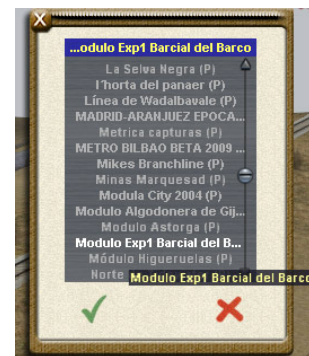 X
...odulo Exp1 Barcial del Barco
La Selva Negra (P)
l'horta del panaer (P)
Línea de Wadalbavale (P)
MADRID-ARANJUEZ EPOCA...
Metrica capturas (P)
METRO BILBAO BETA 2009 ...
Mikes Branchline (P)
Minas Marquesad (P)
Modula City 2004 (P)
Modulo Algodonera de Gij...
Modulo Astorga (P)
Modulo Exp1 Barcial del B...
Módulo Higueruelas (P)
Norte
Modulo Exp1 Barcial del Barco